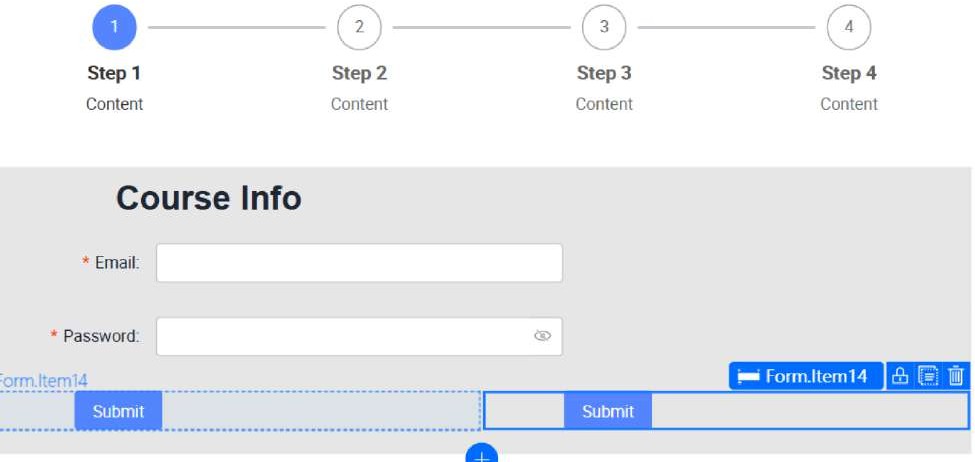 1 2 3 4
Step 1 Step 2 Step 3 Step 4
Content Content Content Content
Course Info
* Email:
* Password:
Form.Item14
Form.Item14
Submit Submit